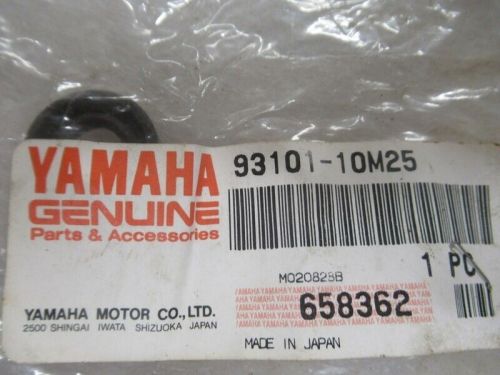 YAMAHA
GENUINE
Parts & Accessories
YAMAHA MOTOR CO., LTD.
2500 SHINGAI IWATA SHIZUOKA JAPAN
93101-10M25
1 PC
MO20828B
658362
MADE IN JAPAN